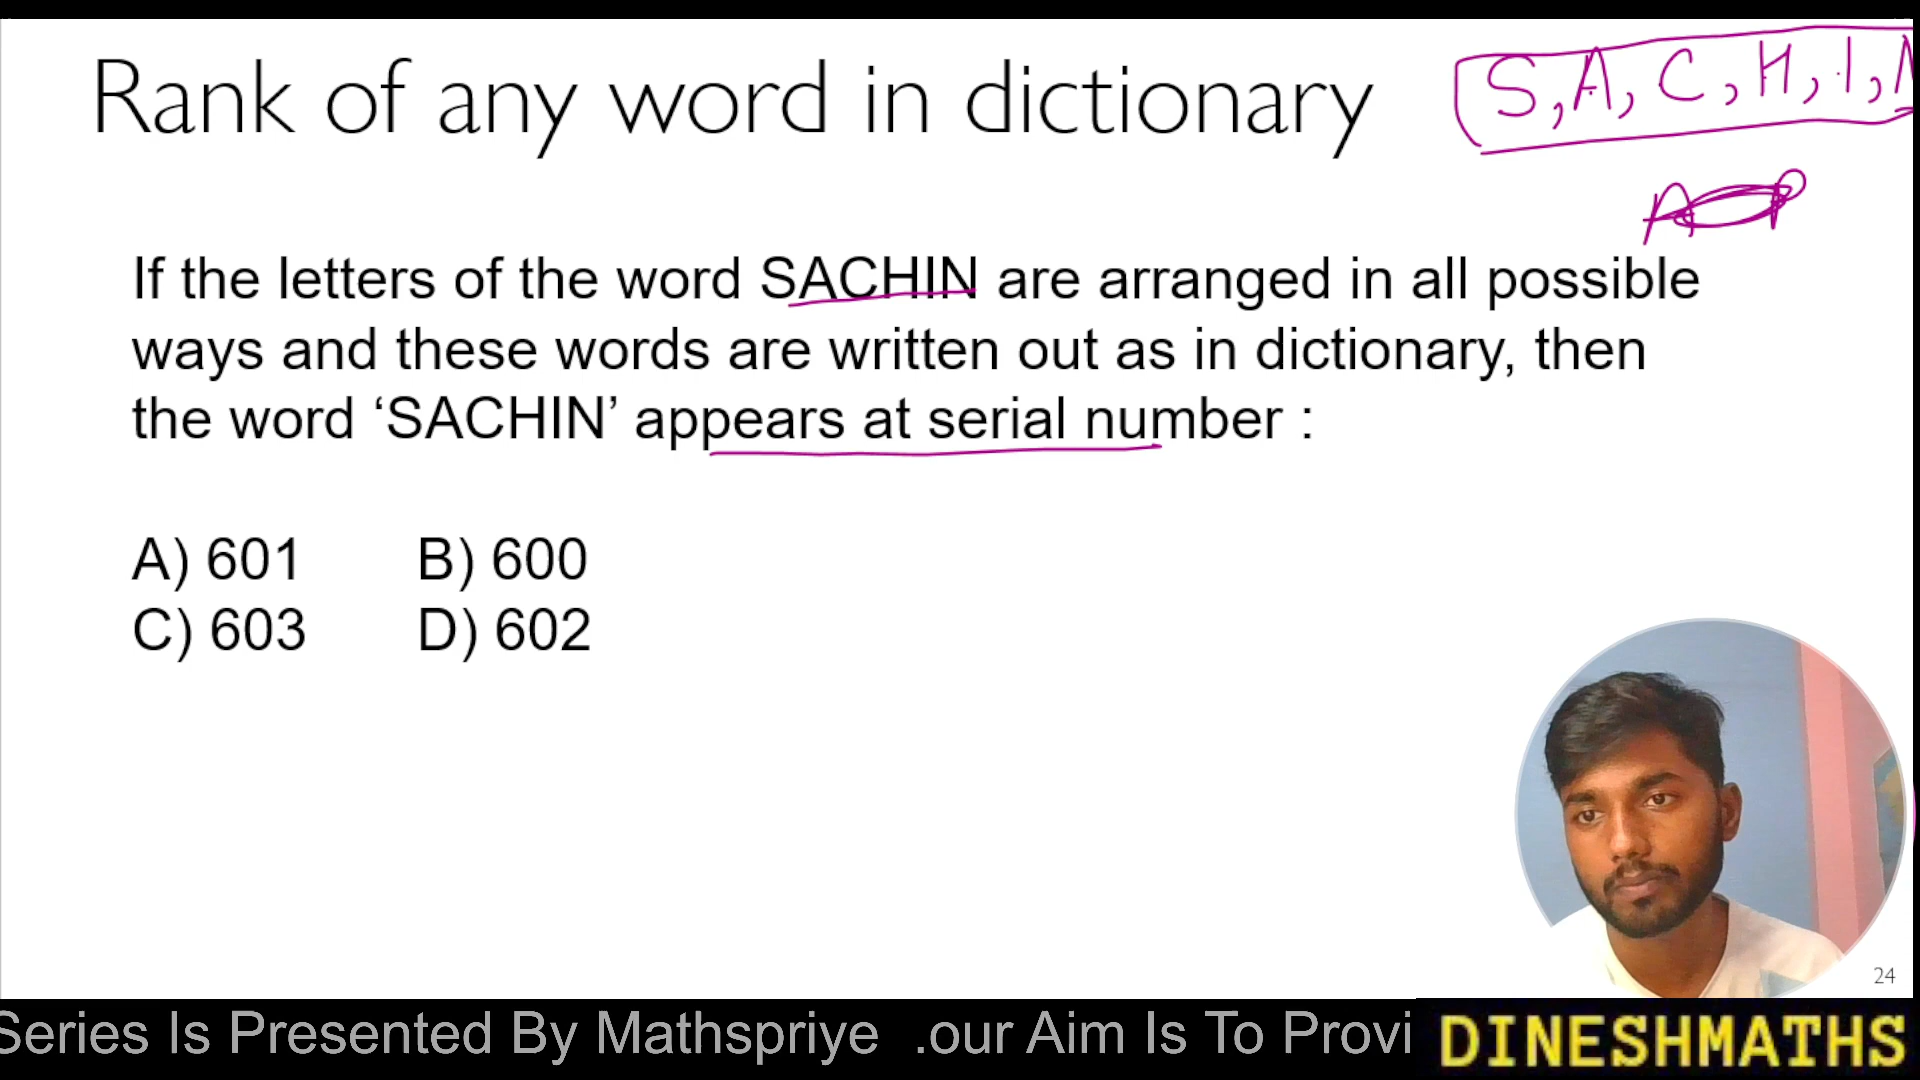 Rank of any word in dictionary
S, A, C, H, I, N
If the letters of the word SACHIN are arranged in all possible
ways and these words are written out as in dictionary, then
the word ‘SACHIN’ appears at serial number :
A) 601 B) 600
C) 603 D) 602
24
Series Is Presented By Mathspriye .our Aim Is To Provi
DINESHMATHS